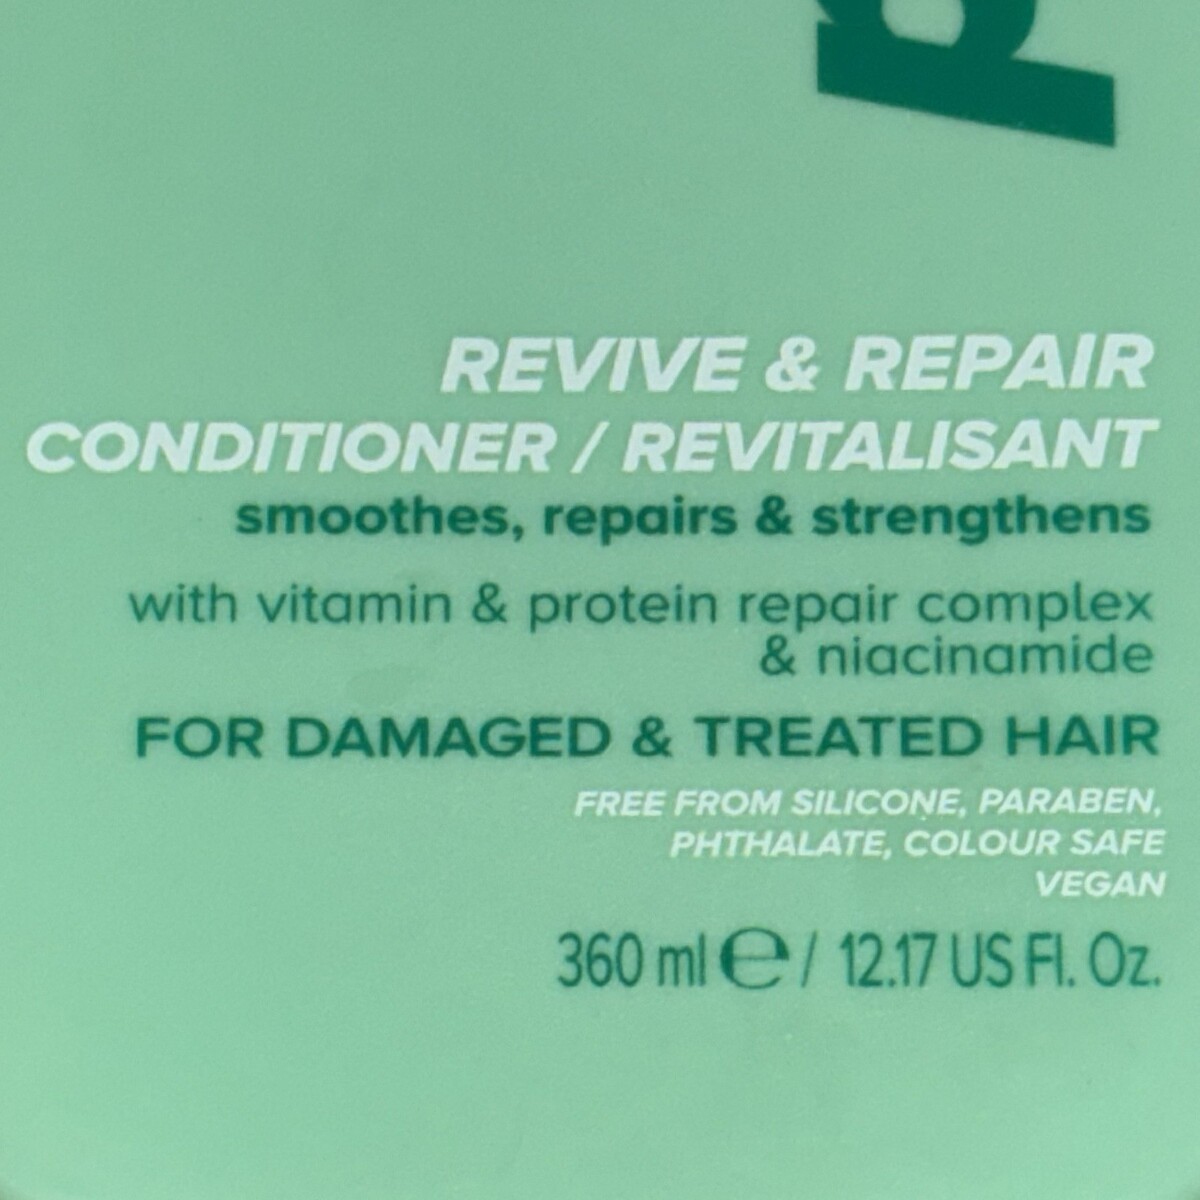 REVIVE & REPAIR
CONDITIONER / REVITALISANT
smoothes, repairs & strengthens
with vitamin & protein repair complex
& niacinamide
FOR DAMAGED & TREATED HAIR
FREE FROM SILICONE, PARABEN,
PHTHALATE, COLOUR SAFE
VEGAN
360 ml ℮ / 12.17 US Fl. Oz.